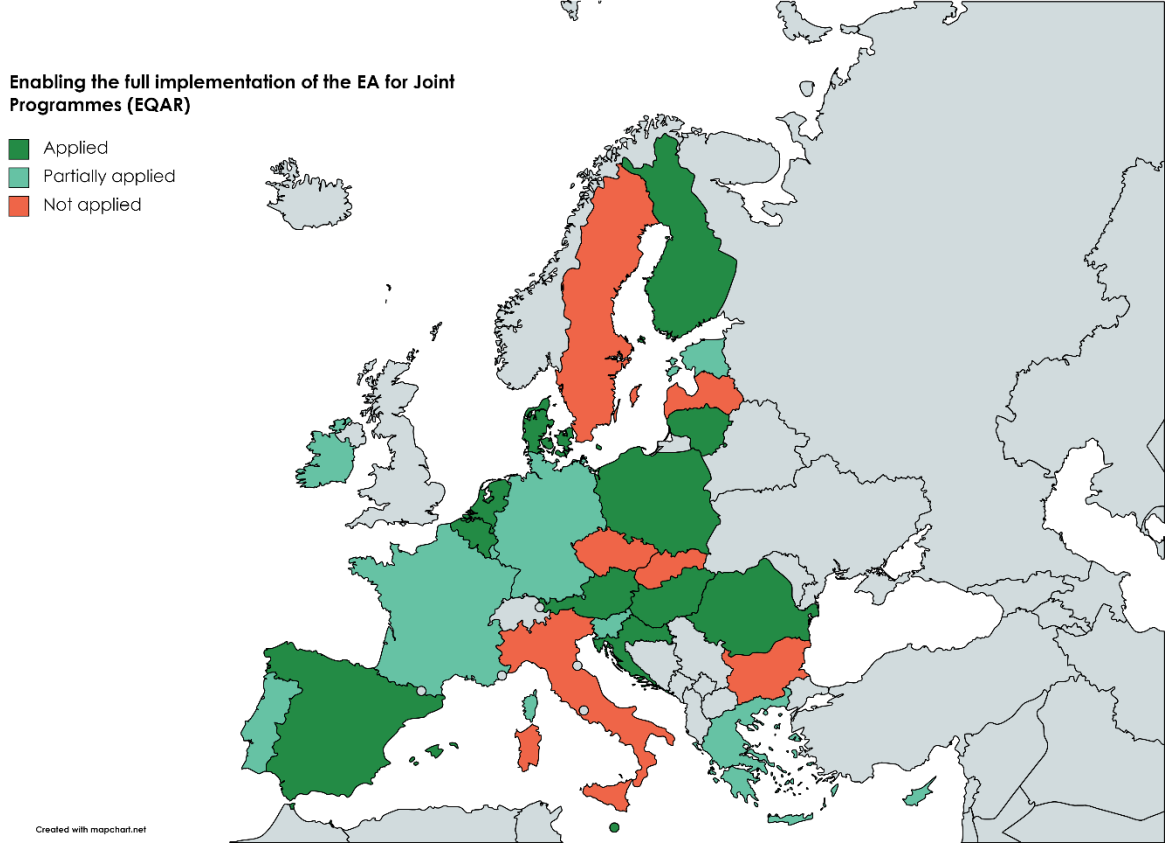 Enabling the full implementation of the EA for Joint
Programmes (EQAR)
Applied
Partially applied
Not applied
Created with mapchart.net